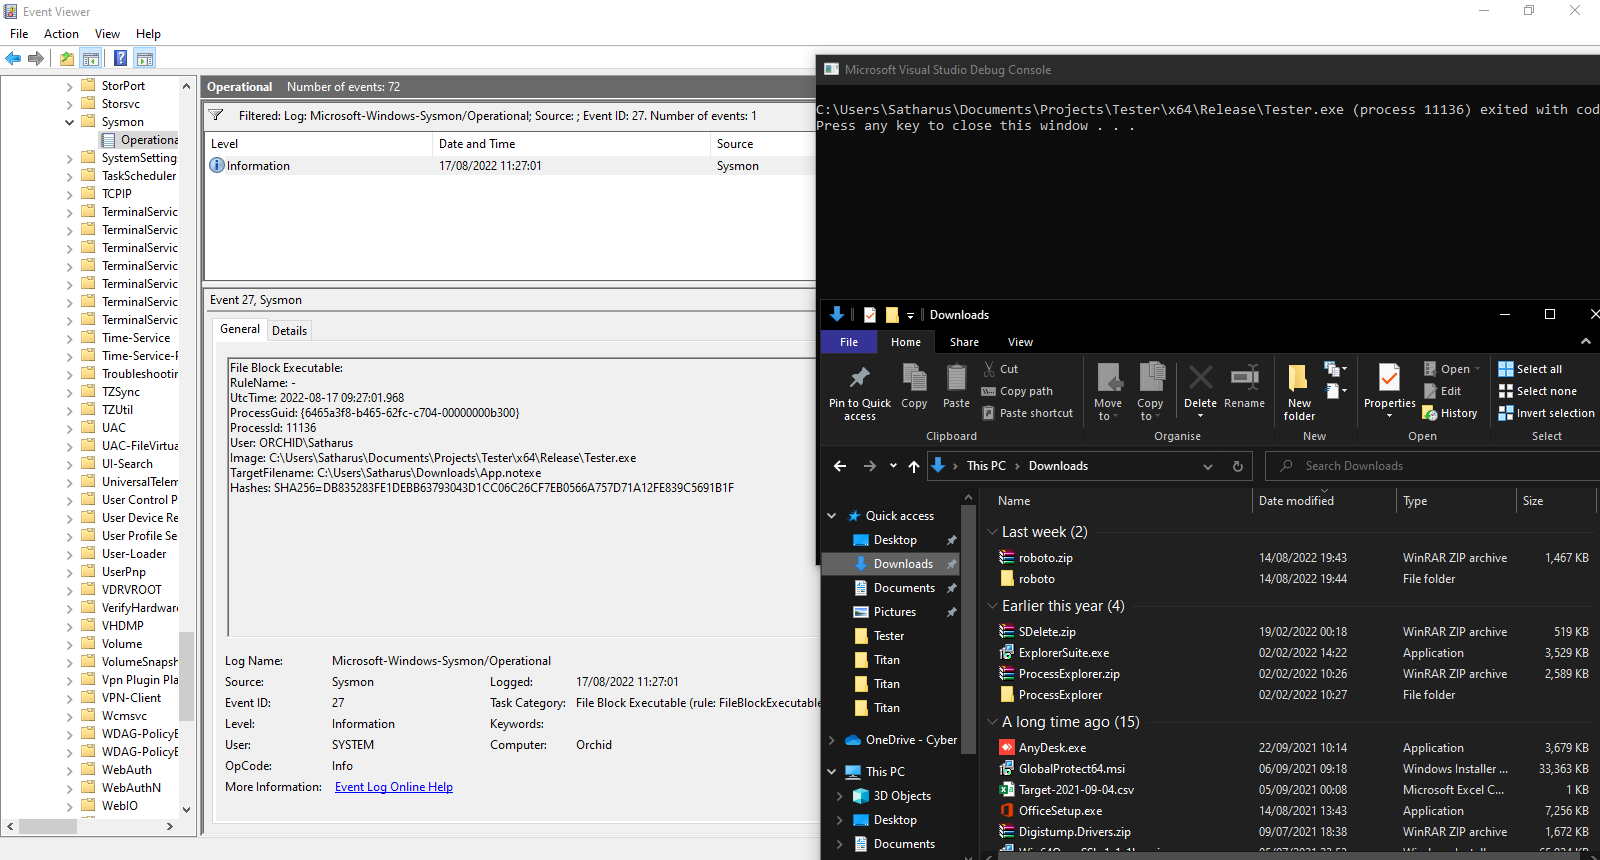 Event Viewer
File Action View Help
StorPort
Storsvc
Sysmon
Operationa
SystemSetting
TaskScheduler
TCPIP
TerminalServic
TerminalServic
TerminalServic
TerminalServic
TerminalServic
TerminalServic
TerminalServic
Time-Service
Time-Service-P
Troubleshootin
TZSync
TZUtil
UAC
UAC-FileVirtua
UI-Search
UniversalTelem
User Control P
User Device Re
User Profile Se
User-Loader
UserPnp
VDRVROOT
VerifyHardwar
VHDMP
Volume
VolumeSnapsh
Vpn Plugin Pla
VPN-Client
Wcmsvc
WDAG-PolicyE
WDAG-PolicyE
WebAuth
WebAuthN
WebIO
Operational Number of events: 72
Filtered: Log: Microsoft-Windows-Sysmon/Operational; Source: ; Event ID: 27. Number of events: 1
Level Date and Time Source
Information 17/08/2022 11:27:01 Sysmon
Event 27, Sysmon
General Details
File Block Executable:
RuleName: -
UtcTime: 2022-08-17 09:27:01.968
ProcessGuid: {6465a3f8-b465-62fc-c704-00000000b300}
ProcessId: 11136
User: ORCHID\Satharus
Image: C:\Users\Satharus\Documents\Projects\Tester\x64\Release\Tester.exe
TargetFilename: C:\Users\Satharus\Downloads\App.notexe
Hashes: SHA256=DB835283FE1DEBB63793043D1CC06C26CF7EB0566A757D71A12FE839C5691B1F
Log Name: Microsoft-Windows-Sysmon/Operational
Source: Sysmon Logged: 17/08/2022 11:27:01
Event ID: 27 Task Category: File Block Executable (rule: FileBlockExecutable
Level: Information Keywords:
User: SYSTEM Computer: Orchid
OpCode: Info
More Information: Event Log Online Help
Microsoft Visual Studio Debug Console
C:\Users\Satharus\Documents\Projects\Tester\x64\Release\Tester.exe (process 11136) exited with cod
Press any key to close this window . . .
Downloads
File Home Share View
Pin to Quick access
Copy
Paste
Cut
Copy path
Paste shortcut
Clipboard
Move to
Copy to
Delete
Rename
Organise
New folder
New
Properties
Open
Edit
History
Open
Select all
Select none
Invert selection
Select
This PC Downloads
Search Downloads
Quick access
Desktop
Downloads
Documents
Pictures
Tester
Titan
Titan
Titan
OneDrive - Cyber
This PC
3D Objects
Desktop
Documents
Name Date modified Type Size
Last week (2)
roboto.zip 14/08/2022 19:43 WinRAR ZIP archive 1,467 KB
roboto 14/08/2022 19:44 File folder
Earlier this year (4)
SDelete.zip 19/02/2022 00:18 WinRAR ZIP archive 519 KB
ExplorerSuite.exe 02/02/2022 14:22 Application 3,529 KB
ProcessExplorer.zip 02/02/2022 10:26 WinRAR ZIP archive 2,589 KB
ProcessExplorer 02/02/2022 10:27 File folder
A long time ago (15)
AnyDesk.exe 22/09/2021 10:14 Application 3,679 KB
GlobalProtect64.msi 06/09/2021 09:18 Windows Installer ... 33,363 KB
Target-2021-09-04.csv 05/09/2021 00:08 Microsoft Excel C... 1 KB
OfficeSetup.exe 14/08/2021 13:43 Application 7,256 KB
Digistump.Drivers.zip 09/07/2021 18:38 WinRAR ZIP archive 1,672 KB